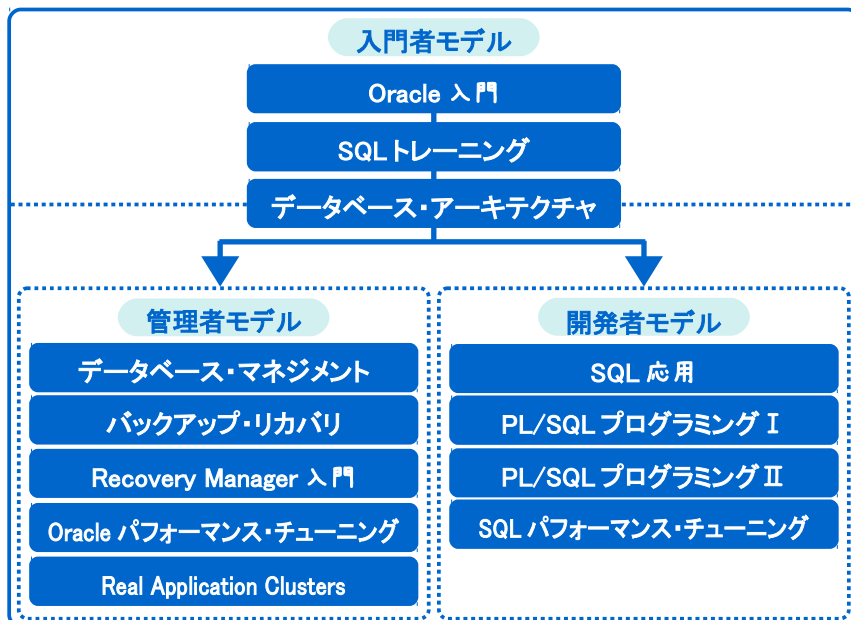 入門者モデル
Oracle 入門
SQLトレーニング
データベース・アーキテクチャ
管理者モデル
データベース・マネジメント
バックアップ・リカバリ
Recovery Manager 入門
Oracle パフォーマンス・チューニング
Real Application Clusters
開発者モデル
SQL 応用
PL/SQL プログラミング Ⅰ
PL/SQL プログラミング Ⅱ
SQL パフォーマンス・チューニング